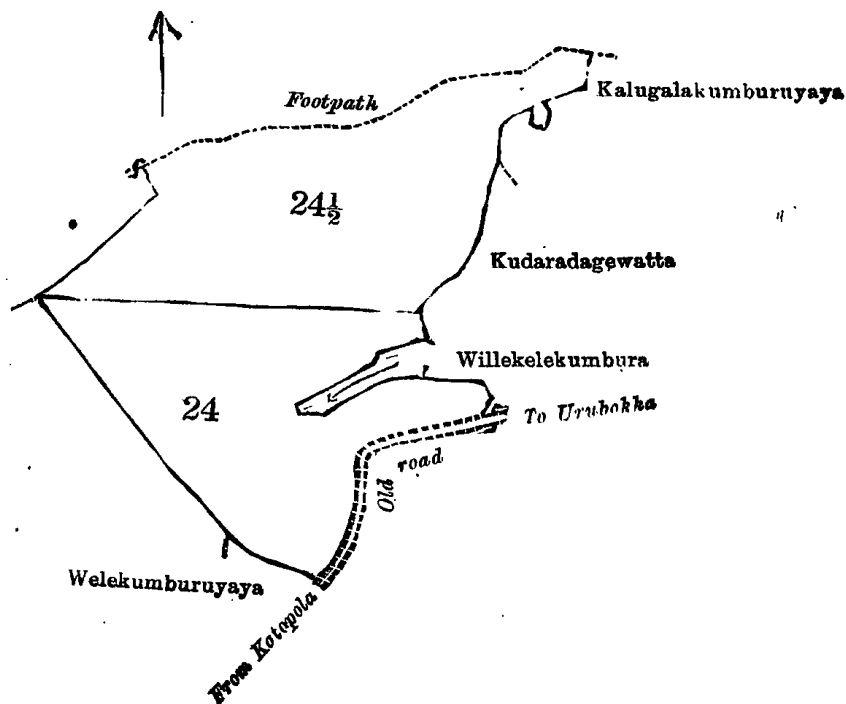 Footpath
Kalugalakumburuyaya
24½
Kudaradagewatta
Willekelekumbura
24
To Urubokka
Old road
Welekumburuyaya
From Kotapola